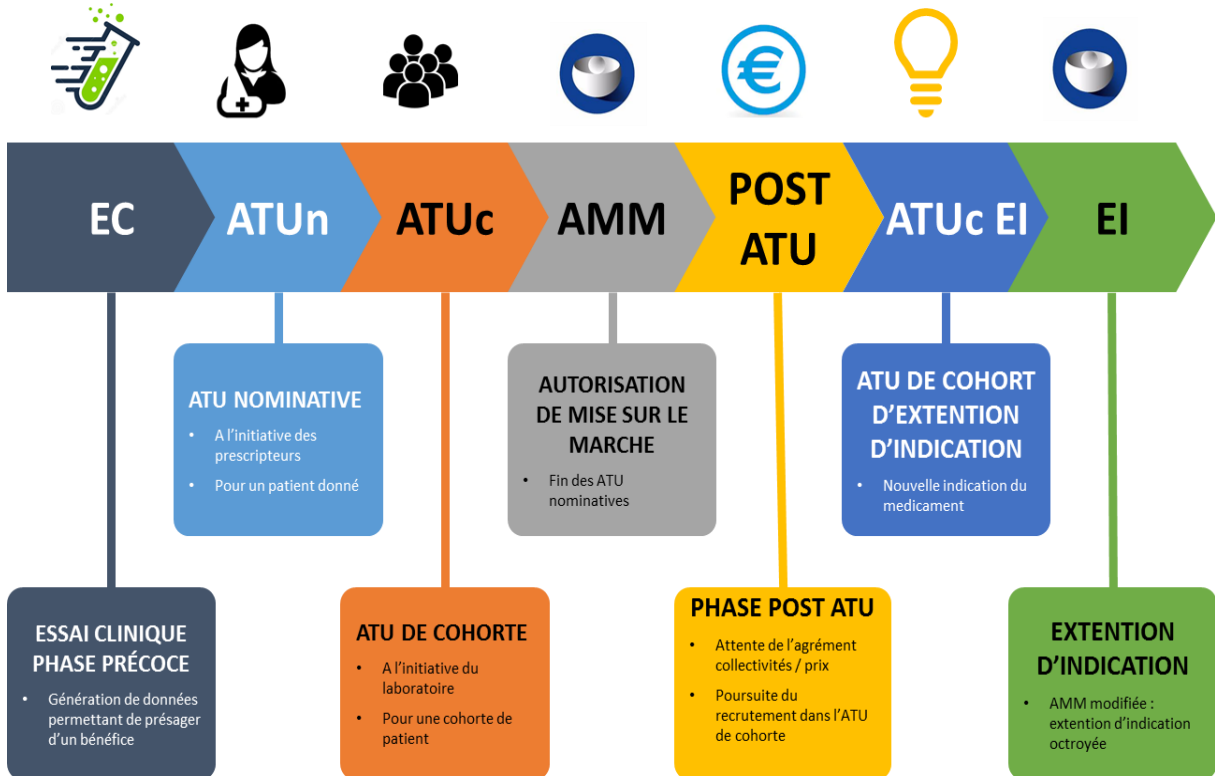 EC
ATUn
ATUc
AMM
POST
ATU
ATUc EI
EI
ATU NOMINATIVE
• A l'initiative des
prescripteurs
• Pour un patient donné
AUTORISATION
DE MISE SUR LE
MARCHE
• Fin des ATU
nominatives
ATU DE COHORT
D'EXTENTION
D'INDICATION
• Nouvelle indication du
medicament
ESSAI CLINIQUE
PHASE PRÉCOCE
• Génération de données
permettant de présager
d'un bénéfice
ATU DE COHORTE
• A l'initiative du
laboratoire
• Pour une cohorte de
patient
PHASE POST ATU
• Attente de l'agrément
collectivités / prix
• Poursuite du
recrutement dans l'ATU
de cohorte
EXTENTION
D'INDICATION
• AMM modifiée :
extention d'indication
octroyée